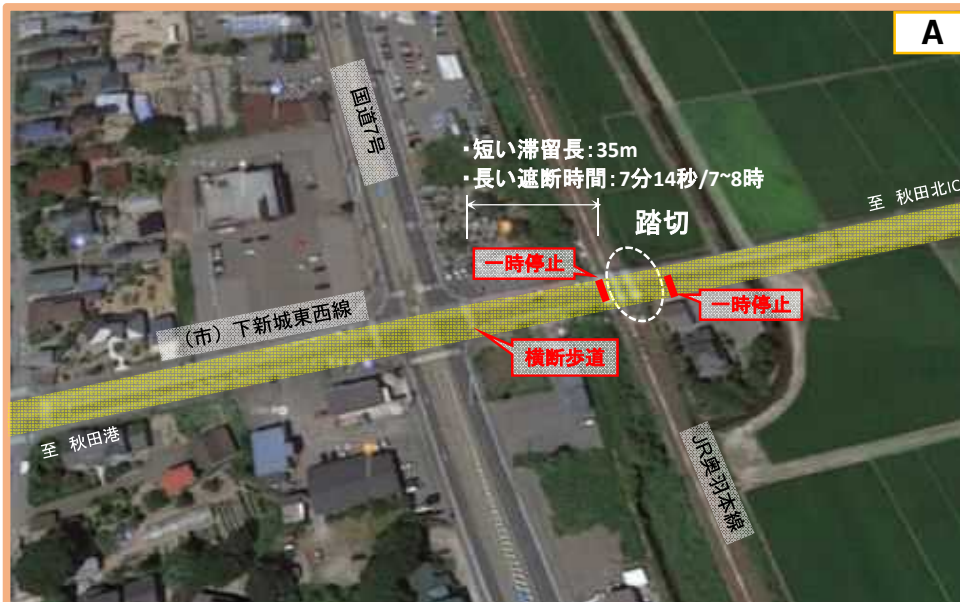 A
国道7号
・短い滞留長：35m
・長い遮断時間：7分14秒/7~8時
至 秋田北IC
踏切
一時停止
一時停止
（市）下新城東西線
横断歩道
至 秋田港
JR奥羽本線